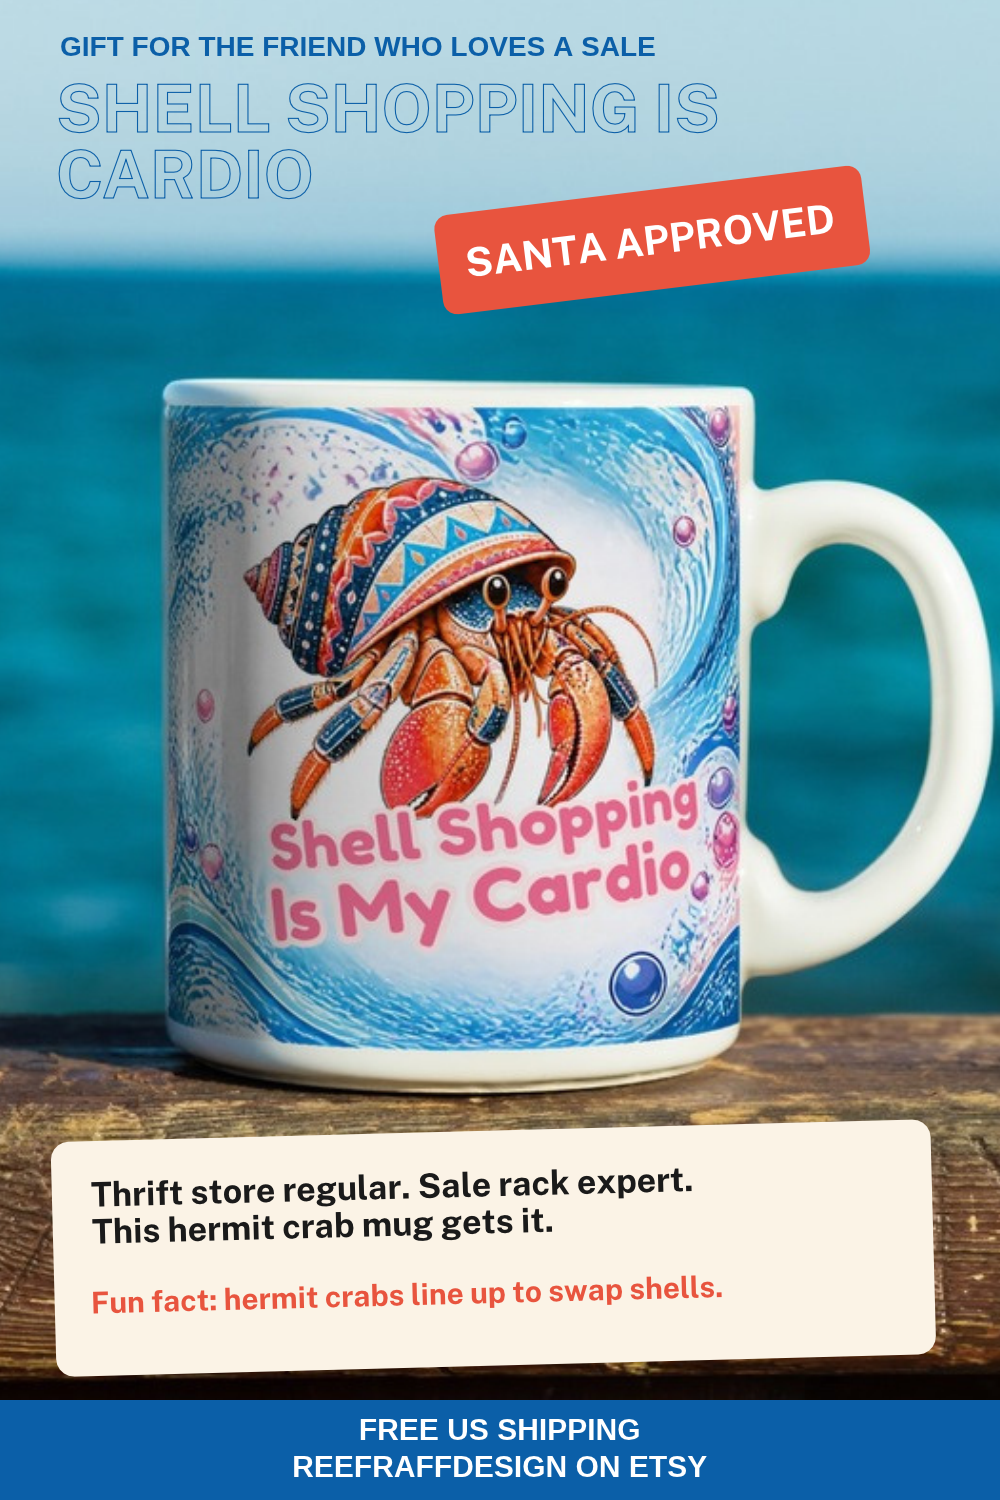 GIFT FOR THE FRIEND WHO LOVES A SALE
SHELL SHOPPING IS
CARDIO
SANTA APPROVED
Shell Shopping
Is My Cardio
Thrift store regular. Sale rack expert.
This hermit crab mug gets it.
Fun fact: hermit crabs line up to swap shells.
FREE US SHIPPING
REEFRAFFDESIGN ON ETSY